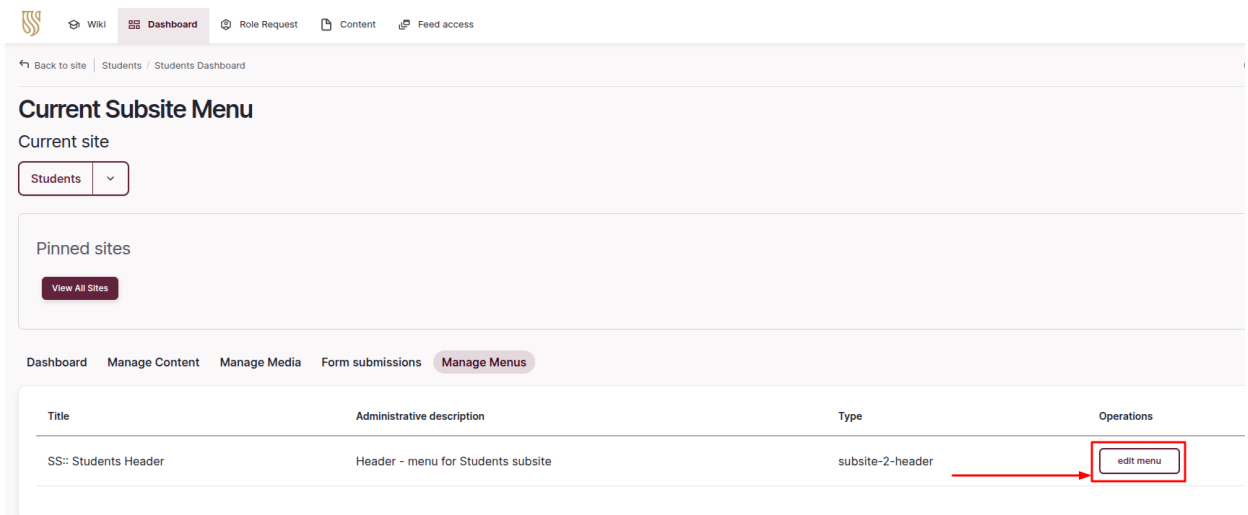 Wiki Dashboard Role Request Content Feed access
Back to site | Students / Students Dashboard
Current Subsite Menu
Current site
Students
Pinned sites
View All Sites
Dashboard Manage Content Manage Media Form submissions Manage Menus
Title Administrative description Type Operations
SS:: Students Header Header - menu for Students subsite subsite-2-header edit menu